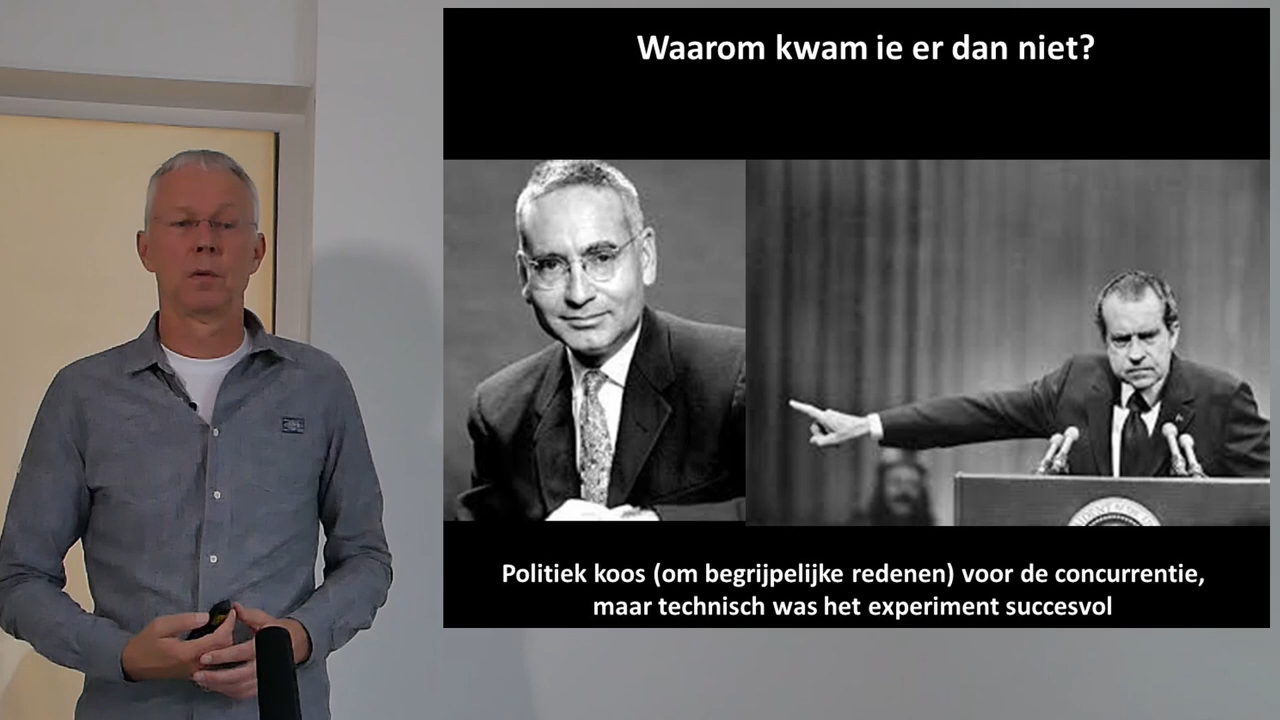 Waarom kwam ie er dan niet?
Politiek koos (om begrijpelijke redenen) voor de concurrentie,
maar technisch was het experiment succesvol